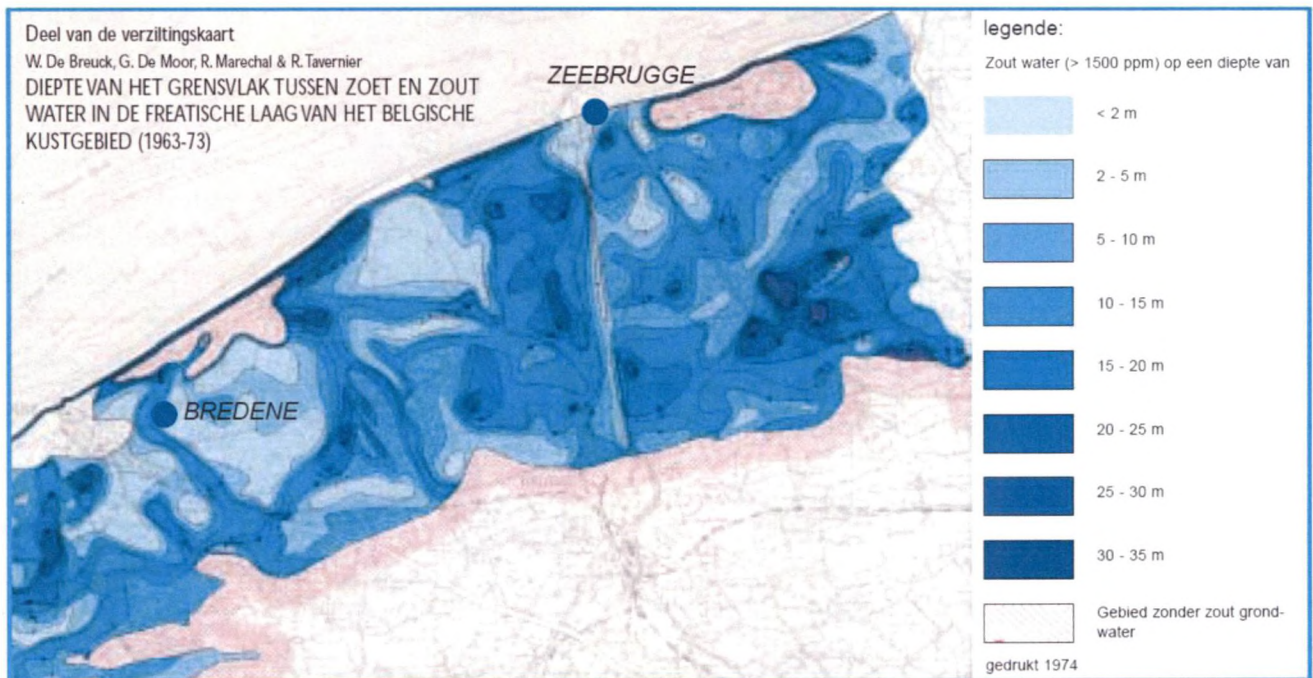 Deel van de verziltingskaart
W. De Breuck, G. De Moor, R. Marechal & R. Tavernier
DIEPTE VAN HET GRENSVLAK TUSSEN ZOET EN ZOUT
WATER IN DE FREATISCHE LAAG VAN HET BELGISCHE
KUSTGEBIED (1963-73)
ZEEBRUGGE
BREDENE
legende:
Zout water (> 1500 ppm) op een diepte van
< 2 m
2 - 5 m
5 - 10 m
10 - 15 m
15 - 20 m
20 - 25 m
25 - 30 m
30 - 35 m
Gebied zonder zout grond-
water
gedrukt 1974